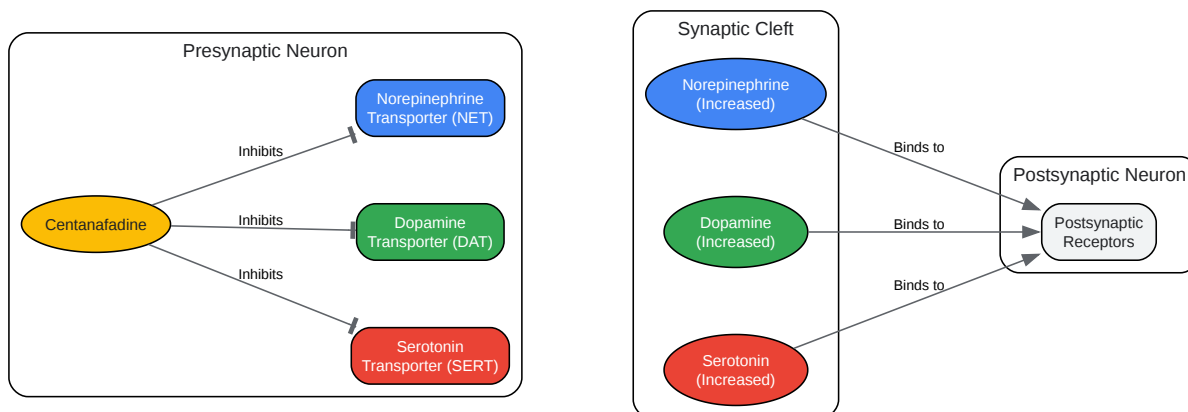 Presynaptic Neuron
Norepinephrine
Transporter (NET)
Inhibits
Centanafadine
Inhibits
Dopamine
Transporter (DAT)
Inhibits
Serotonin
Transporter (SERT)
Synaptic Cleft
Norepinephrine
(Increased)
Binds to
Dopamine
(Increased)
Binds to
Serotonin
(Increased)
Binds to
Postsynaptic Neuron
Postsynaptic
Receptors